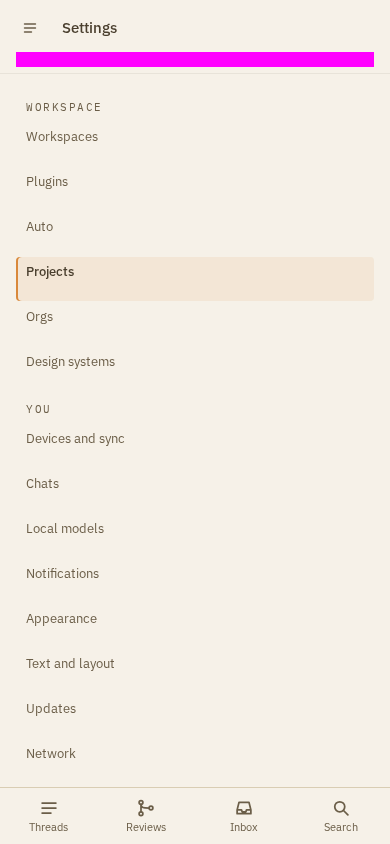 Settings
WORKSPACE
Workspaces
Plugins
Auto
Projects
Orgs
Design systems
YOU
Devices and sync
Chats
Local models
Notifications
Appearance
Text and layout
Updates
Network
Threads
Reviews
Inbox
Search